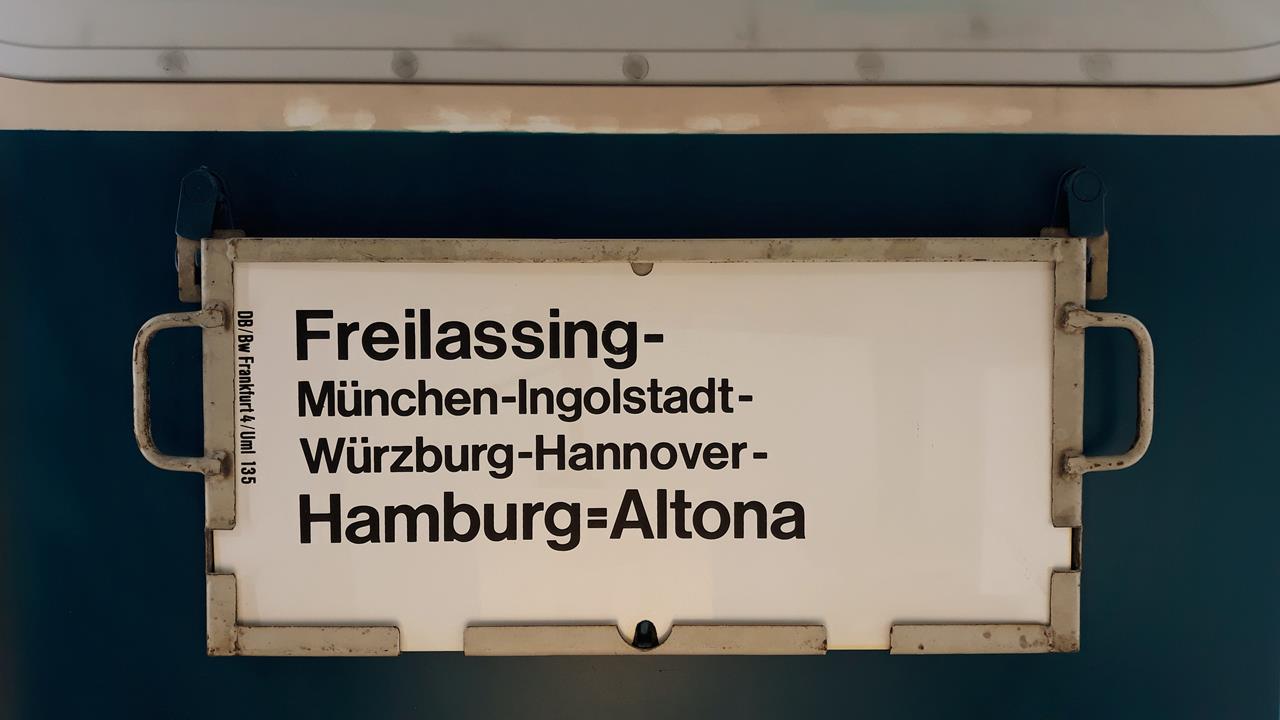 Freilassing-
München-Ingolstadt-
Würzburg-Hannover-
Hamburg=Altona
DB/Bw Frankfurt 4/Uml 135